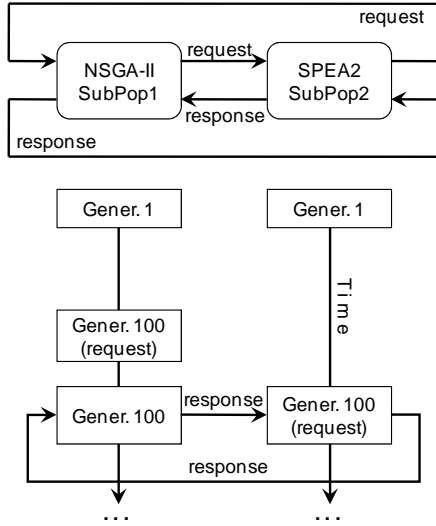 request
NSGA-II
SubPop1
request
SPEA2
SubPop2
response
response
Gener. 1
Gener. 1
Time
Gener. 100
(request)
Gener. 100
response
Gener. 100
(request)
response
...
...